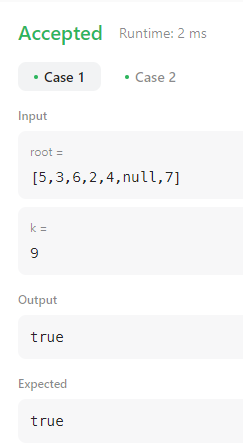 Accepted Runtime: 2 ms
• Case 1 • Case 2
Input
root =
[5,3,6,2,4,null,7]
k =
9
Output
true
Expected
true